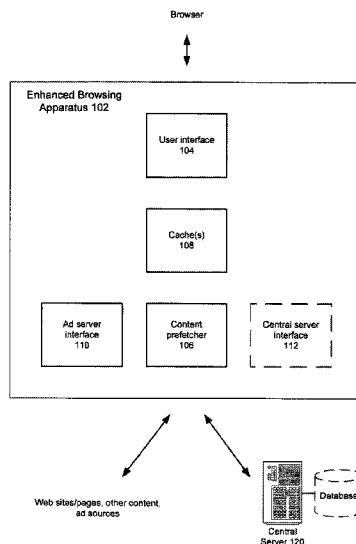 Browser
Enhanced Browsing
Apparatus 102
User interface
104
Cache(s)
108
Ad server
interface
110
Content
prefetcher
106
Central server
interface
112
Web sites/pages, other content,
ad sources
Database
Central
Server 120